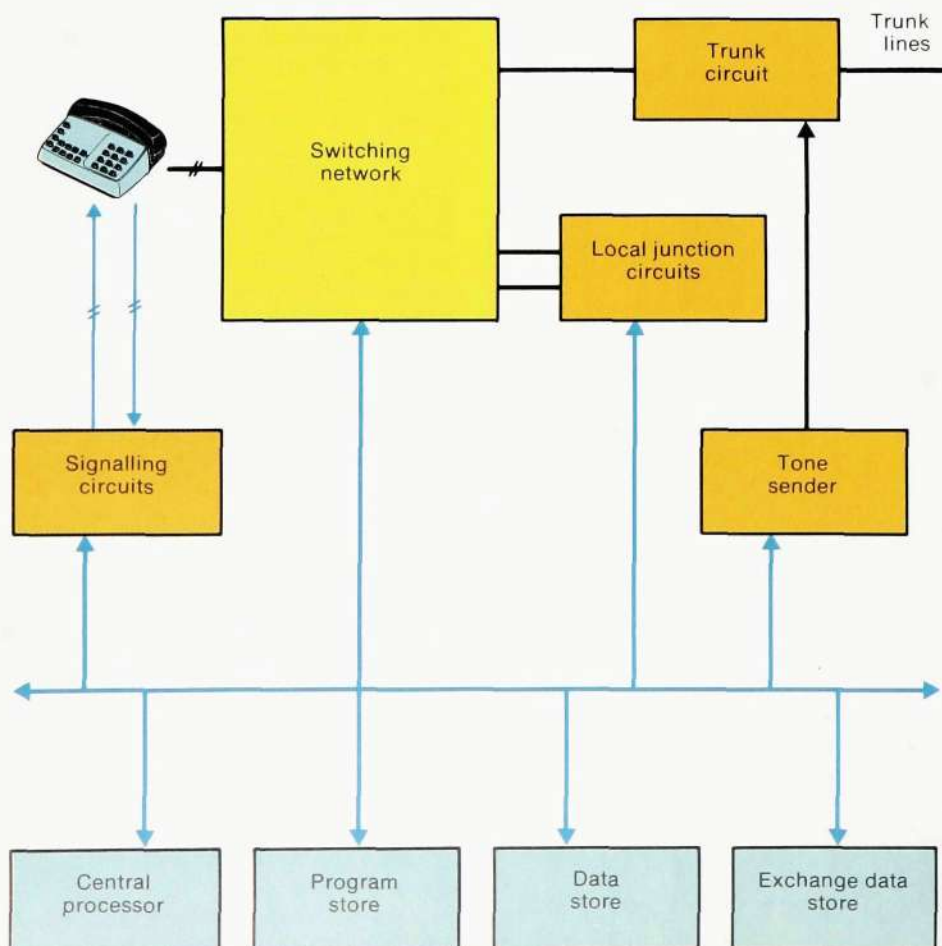 Trunk
lines
Trunk
circuit
Switching
network
Local junction
circuits
Signalling
circuits
Tone
sender
Central
processor
Program
store
Data
store
Exchange data
store